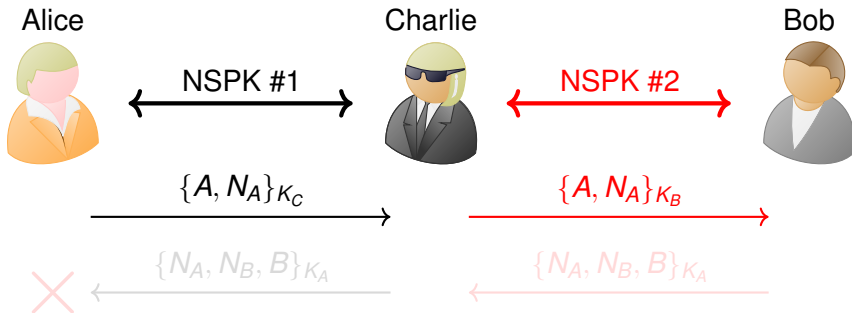 Alice Charlie Bob
NSPK #1 NSPK #2
{A, N_A}_{K_C} {A, N_A}_{K_B}
{N_A, N_B, B}_{K_A} {N_A, N_B, B}_{K_A}